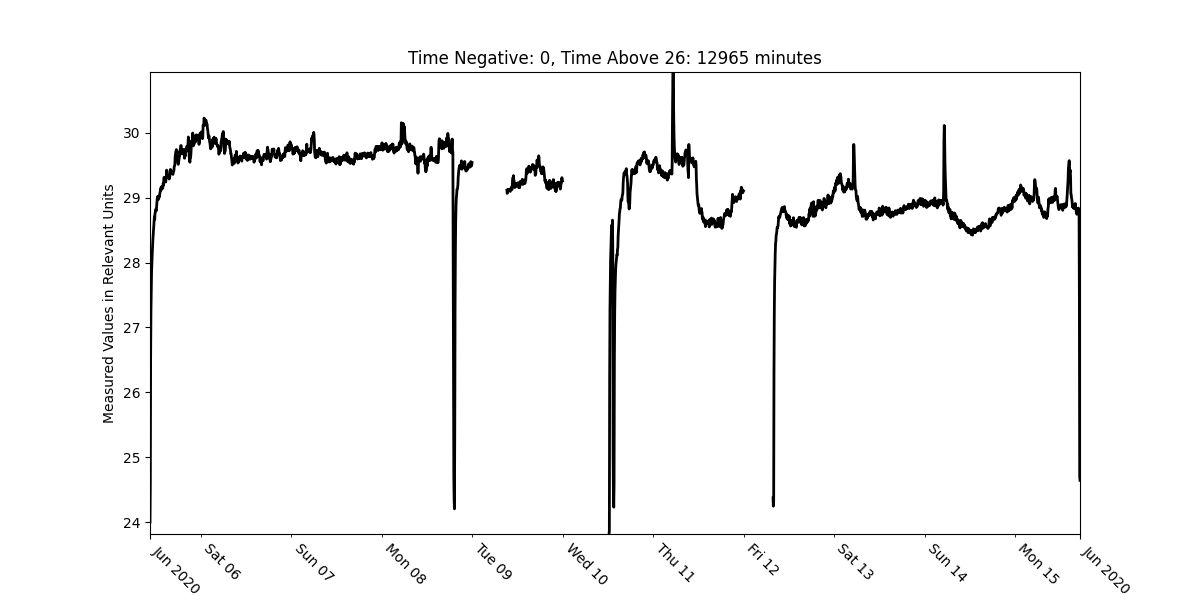 Time Negative: 0, Time Above 26: 12965 minutes
Measured Values in Relevant Units
30
29
28
27
26
25
24
Jun 2020
Sat 06
Sun 07
Mon 08
Tue 09
Wed 10
Thu 11
Fri 12
Sat 13
Sun 14
Mon 15
Jun 2020